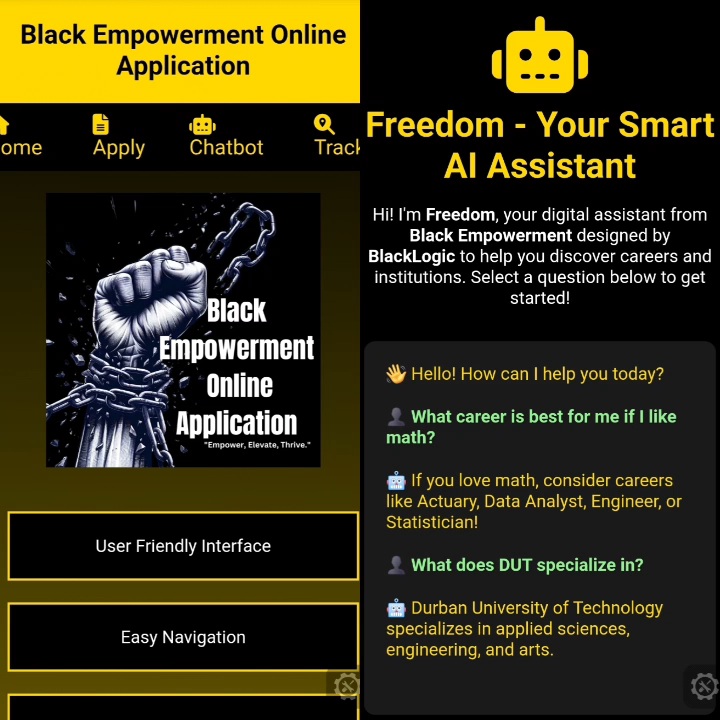 Black Empowerment Online
Application
ome
Apply
Chatbot
Track
Black
Empowerment
Online
Application
"Empower, Elevate, Thrive."
User Friendly Interface
Easy Navigation
Freedom - Your Smart
AI Assistant
Hi! I'm Freedom, your digital assistant from
Black Empowerment designed by
BlackLogic to help you discover careers and
institutions. Select a question below to get
started!
👋 Hello! How can I help you today?
👤 What career is best for me if I like
math?
🤖 If you love math, consider careers
like Actuary, Data Analyst, Engineer, or
Statistician!
👤 What does DUT specialize in?
🤖 Durban University of Technology
specializes in applied sciences,
engineering, and arts.